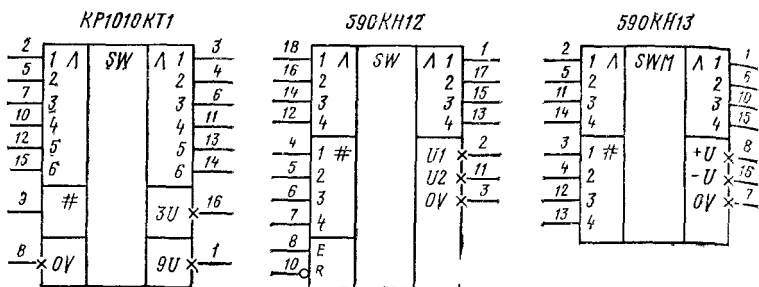 КР1010КТ1 590КН12 590КН13
2 1 Λ SW Λ 1 3
5 2 2 4
7 3 3 6
10 4 4 11
12 5 5 13
15 6 6 14
9 # 3U 16
8 0V 9U 1
18 1 Λ SW Λ 1 1
16 2 2 17
14 3 3 15
12 4 4 13
4 1 # U1 2
5 2 U2 11
6 3 0V 3
7 4
8 E
10 R
2 1 Λ SWM Λ 1 1
5 2 2 6
11 3 3 10
14 4 4 15
3 1 # +U 8
4 2 -U 16
12 3 0V 7
13 4